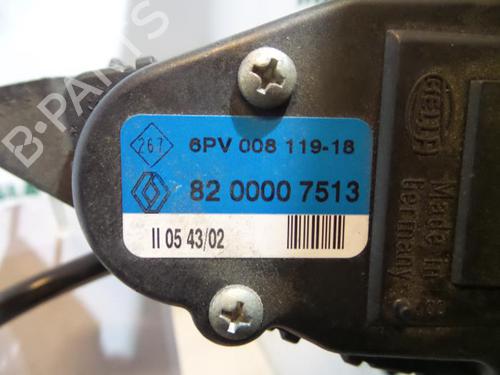 B-PARTS
267
6PV 008 119-18
82 0000 7513
II 05 43/02
HELLA
Made in
Germany